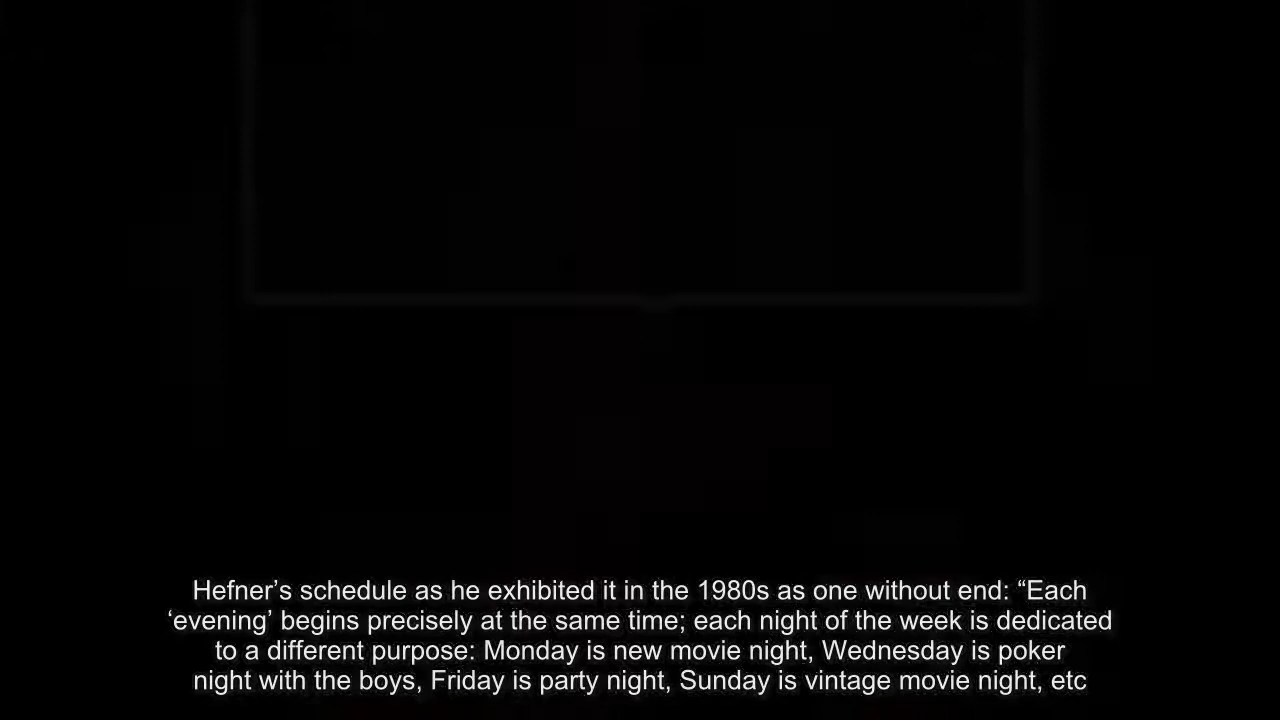 Hefner’s schedule as he exhibited it in the 1980s as one without end: “Each
‘evening’ begins precisely at the same time; each night of the week is dedicated
to a different purpose: Monday is new movie night, Wednesday is poker
night with the boys, Friday is party night, Sunday is vintage movie night, etc